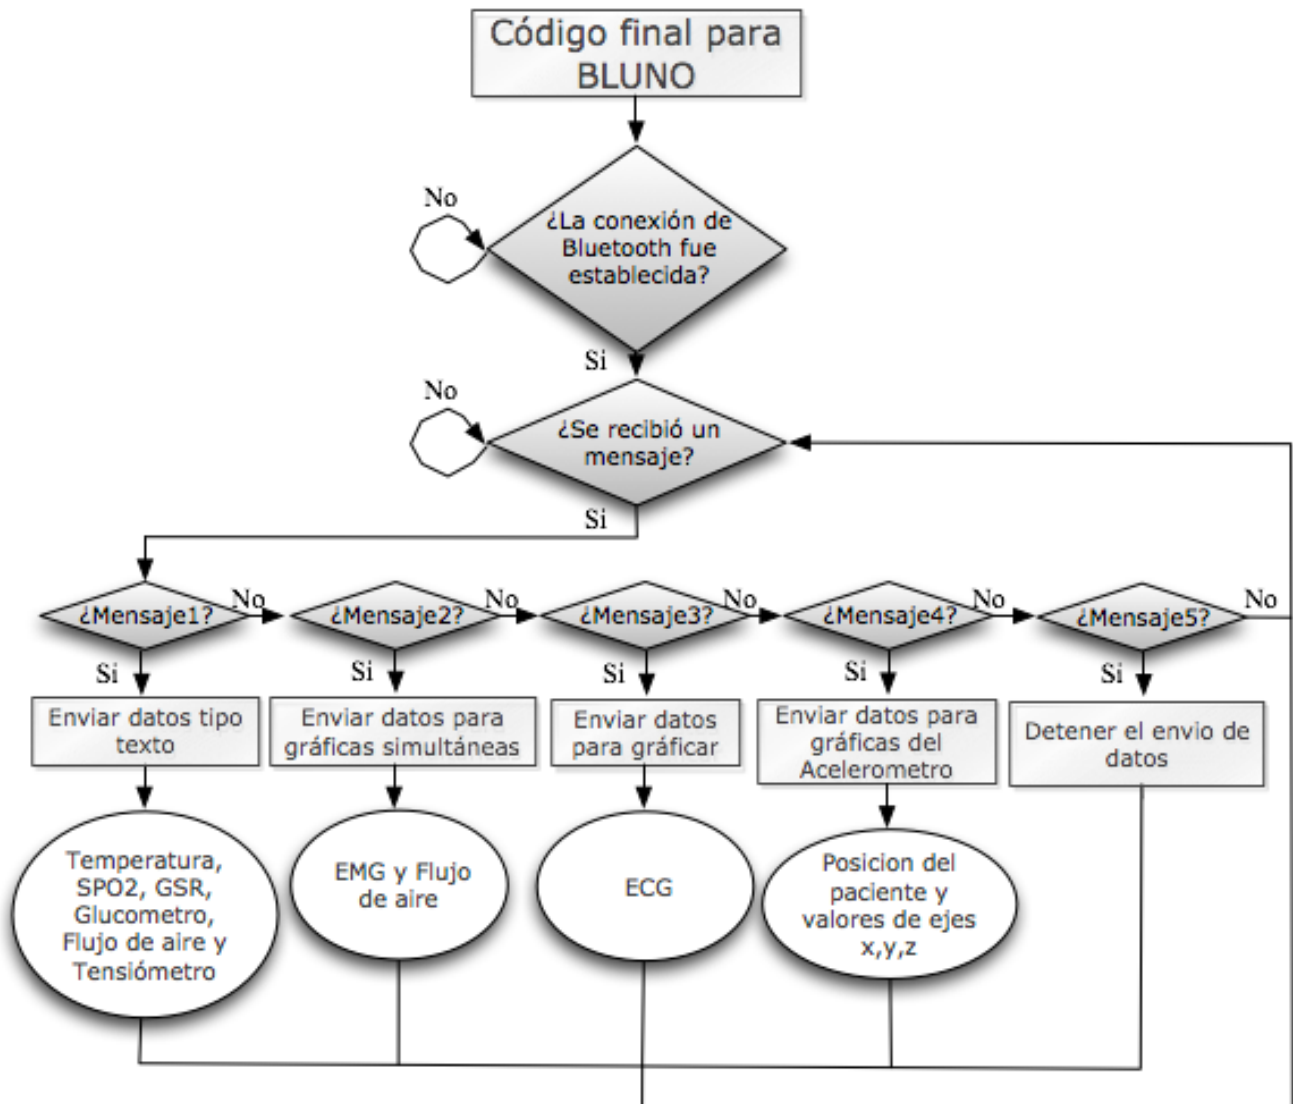 Código final para
BLUNO
No
¿La conexión de
Bluetooth fue
establecida?
Si
No
¿Se recibió un
mensaje?
Si
¿Mensaje1?
No
¿Mensaje2?
No
¿Mensaje3?
No
¿Mensaje4?
No
¿Mensaje5?
No
Si
Si
Si
Si
Si
Enviar datos tipo
texto
Enviar datos para
gráficas simultáneas
Enviar datos
para gráficar
Enviar datos para
gráficas del
Acelerometro
Detener el envio de
datos
Temperatura,
SPO2, GSR,
Glucometro,
Flujo de aire y
Tensiómetro
EMG y Flujo
de aire
ECG
Posicion del
paciente y
valores de ejes
x,y,z